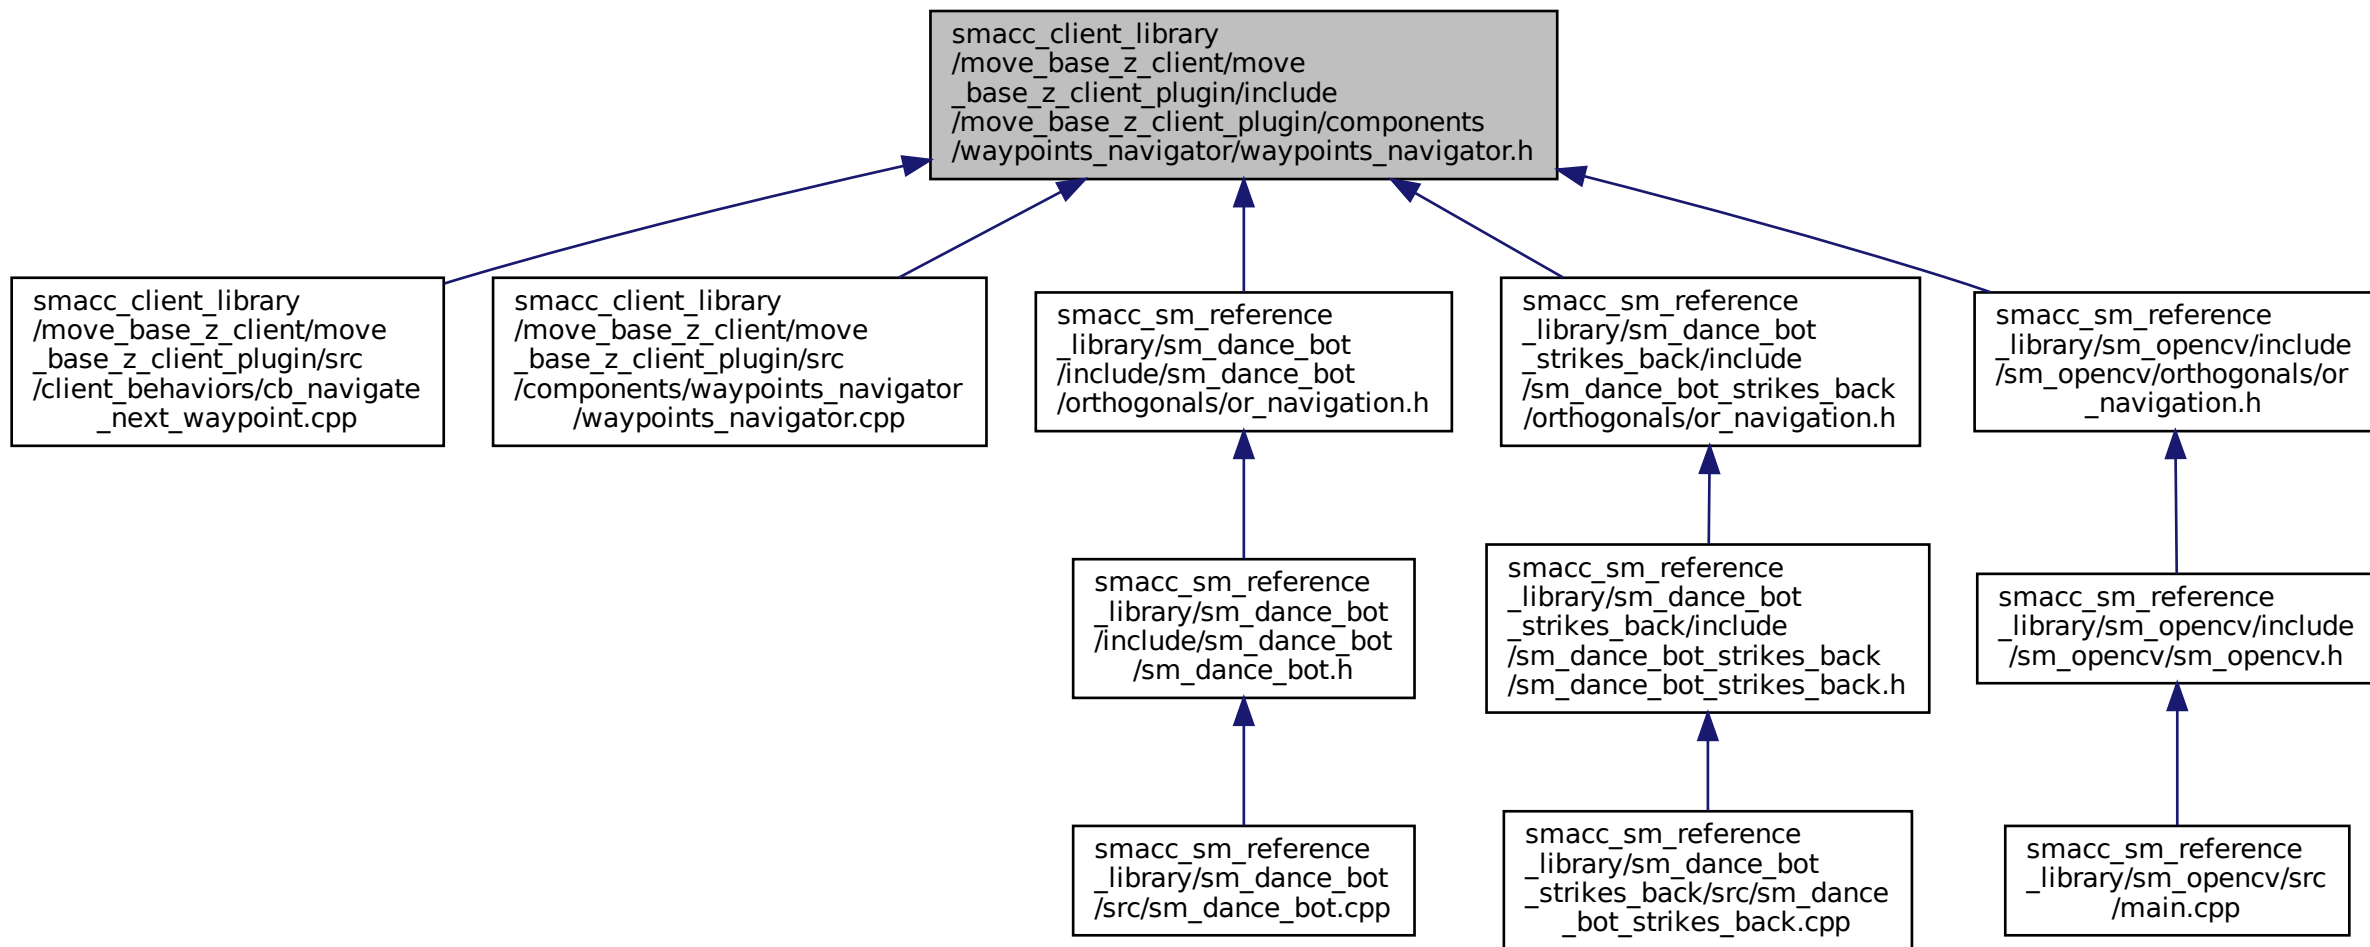 smacc_client_library
/move_base_z_client/move
_base_z_client_plugin/include
/move_base_z_client_plugin/components
/waypoints_navigator/waypoints_navigator.h
smacc_client_library
/move_base_z_client/move
_base_z_client_plugin/src
/client_behaviors/cb_navigate
_next_waypoint.cpp
smacc_client_library
/move_base_z_client/move
_base_z_client_plugin/src
/components/waypoints_navigator
/waypoints_navigator.cpp
smacc_sm_reference
_library/sm_dance_bot
/include/sm_dance_bot
/orthogonals/or_navigation.h
smacc_sm_reference
_library/sm_dance_bot
_strikes_back/include
/sm_dance_bot_strikes_back
/orthogonals/or_navigation.h
smacc_sm_reference
_library/sm_opencv/include
/sm_opencv/orthogonals/or
_navigation.h
smacc_sm_reference
_library/sm_dance_bot
/include/sm_dance_bot
/sm_dance_bot.h
smacc_sm_reference
_library/sm_dance_bot
_strikes_back/include
/sm_dance_bot_strikes_back
/sm_dance_bot_strikes_back.h
smacc_sm_reference
_library/sm_opencv/include
/sm_opencv/sm_opencv.h
smacc_sm_reference
_library/sm_dance_bot
/src/sm_dance_bot.cpp
smacc_sm_reference
_library/sm_dance_bot
_strikes_back/src/sm_dance
_bot_strikes_back.cpp
smacc_sm_reference
_library/sm_opencv/src
/main.cpp